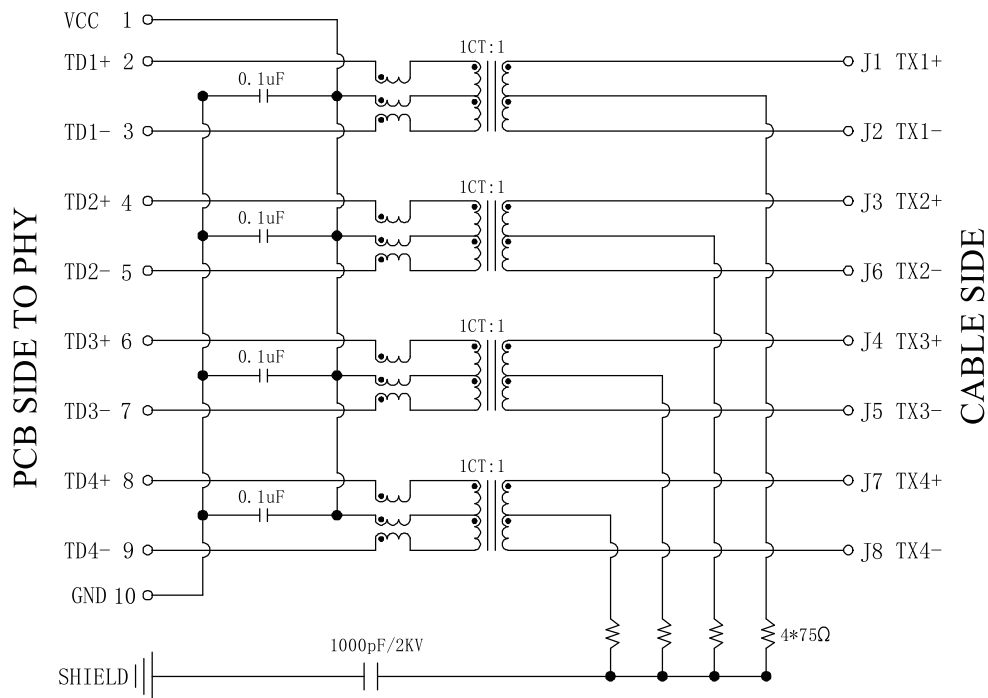 VCC 1
1CT:1
TD1+ 2
J1 TX1+
0.1uF
TD1- 3
J2 TX1-
1CT:1
TD2+ 4
J3 TX2+
0.1uF
TD2- 5
J6 TX2-
PCB SIDE TO PHY
CABLE SIDE
1CT:1
TD3+ 6
J4 TX3+
0.1uF
TD3- 7
J5 TX3-
1CT:1
TD4+ 8
J7 TX4+
0.1uF
TD4- 9
J8 TX4-
GND 10
4*75Ω
1000pF/2KV
SHIELD